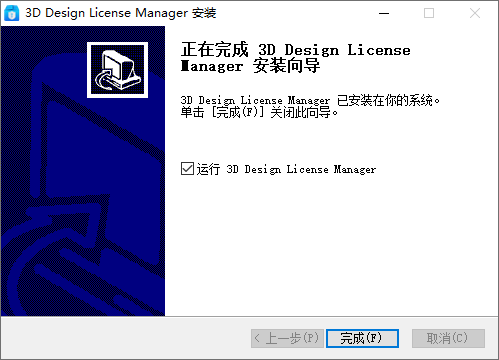 3D Design License Manager 安装
正在完成 3D Design License
Manager 安装向导
3D Design License Manager 已安装在你的系统。
单击 [完成(F)] 关闭此向导。
运行 3D Design License Manager
< 上一步(P)
完成(F)
取消(C)